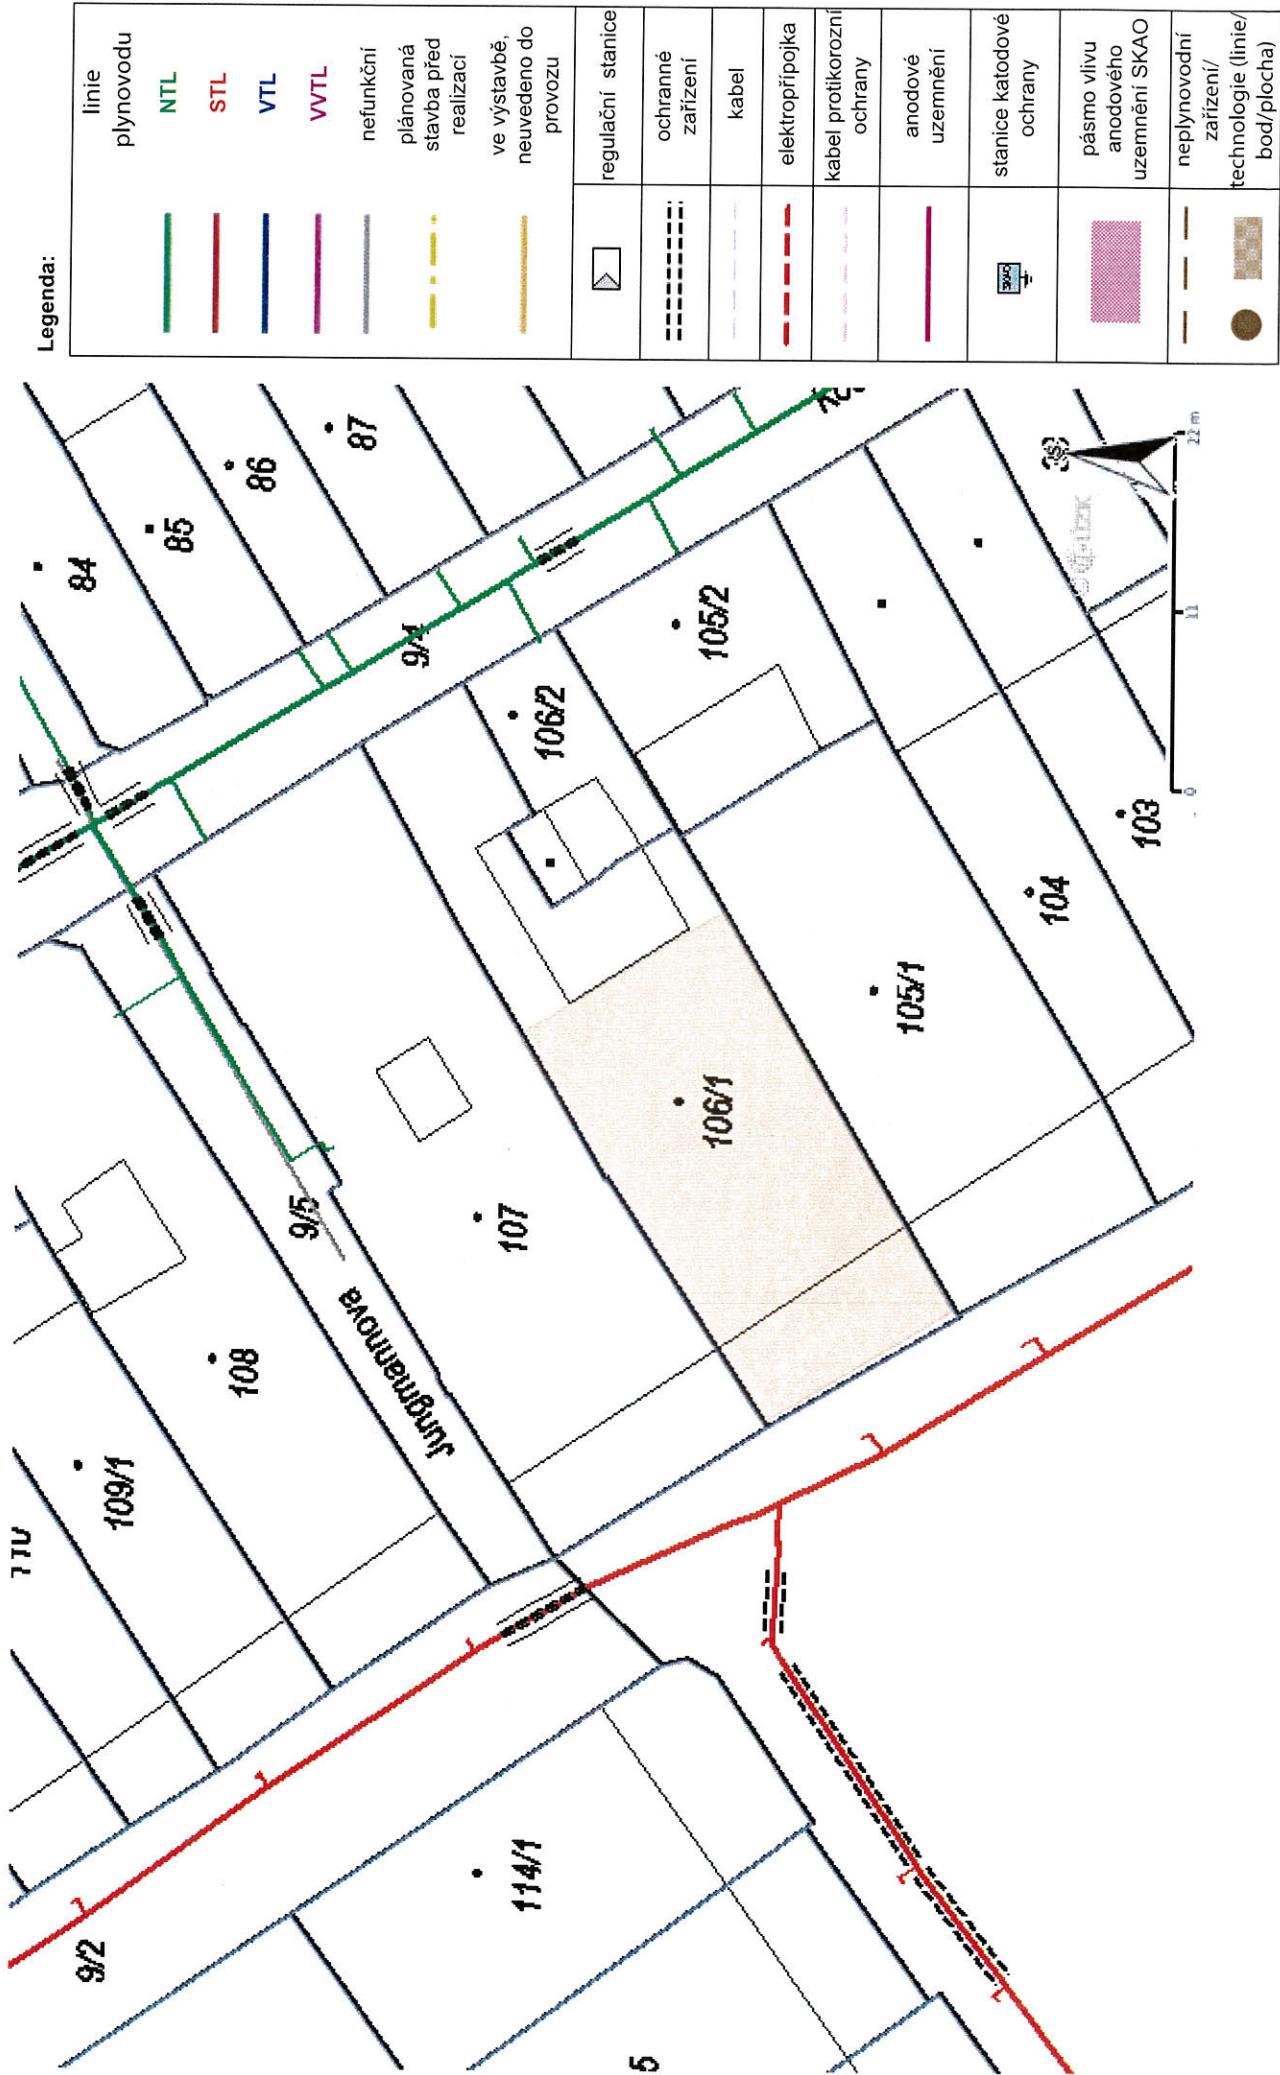 Legenda:
linie
plynovodu
NTL
STL
VTL
VVTL
nefunkční
plánovaná
stavba před
realizací
ve výstavbě,
neuvedeno do
provozu
regulační stanice
ochranné
zařízení
kabel
elektropřípojka
kabel protikorozní
ochrany
anodové
uzemnění
SKAO
stanice katodové
ochrany
pásmo vlivu
anodového
uzemnění SKAO
neplynovodní
zařízení/
technologie (linie/
bod/plocha)
84
85
86
87
9/4
106/2
105/2
107
106/1
105/1
104
103
9/5
Jungmannova
108
109/1
9/2
114/1
5
S
0
11
22 m